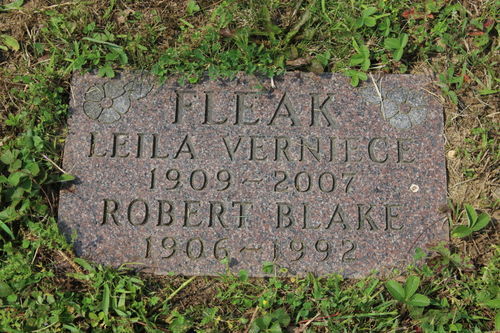 FLEAK
LEILA VERNIECE
1909~2007
ROBERT BLAKE
1906~1992